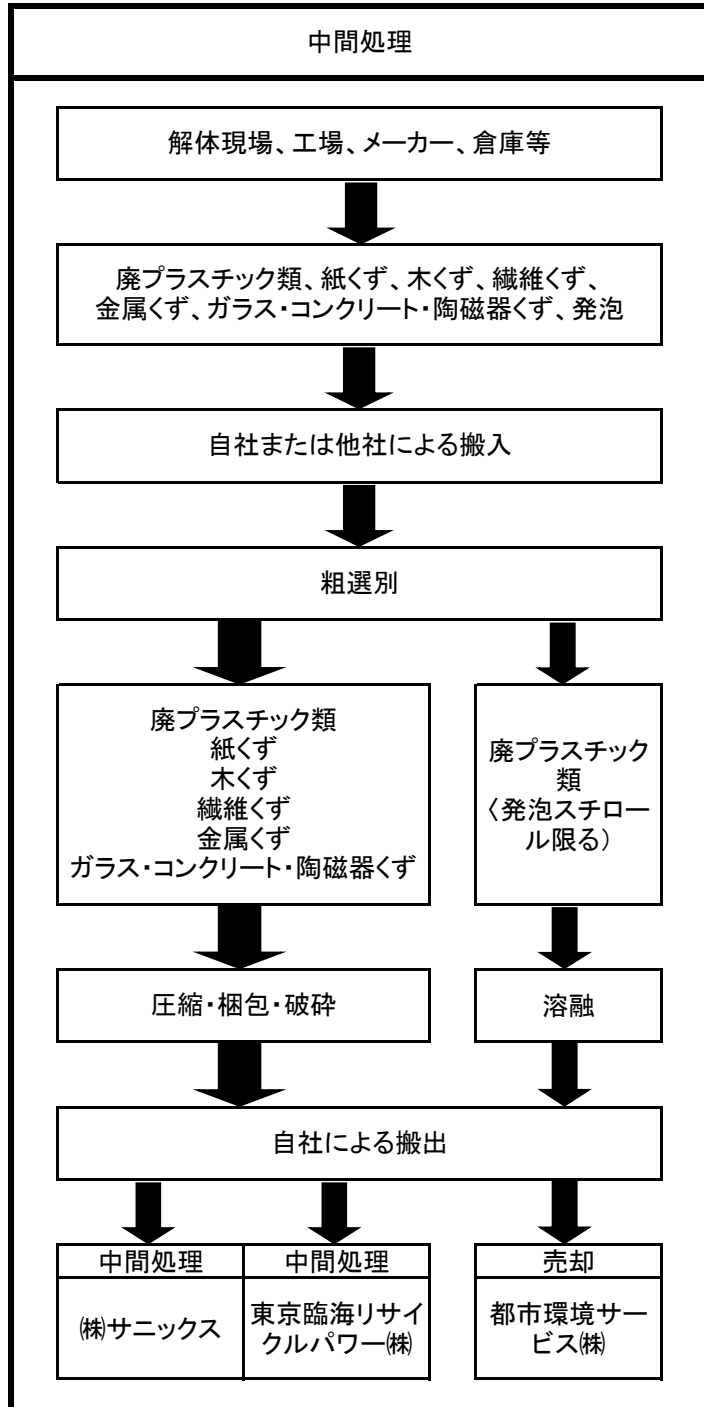 中間処理
解体現場、工場、メーカー、倉庫等
廃プラスチック類、紙くず、木くず、繊維くず、
金属くず、ガラス・コンクリート・陶磁器くず、発泡
自社または他社による搬入
粗選別
廃プラスチック類
紙くず
木くず
繊維くず
金属くず
ガラス・コンクリート・陶磁器くず
廃プラスチック
類
〈発泡スチロー
ル限る）
圧縮・梱包・破砕
溶融
自社による搬出
中間処理
㈱サニックス
中間処理
東京臨海リサイ
クルパワー㈱
売却
都市環境サー
ビス㈱